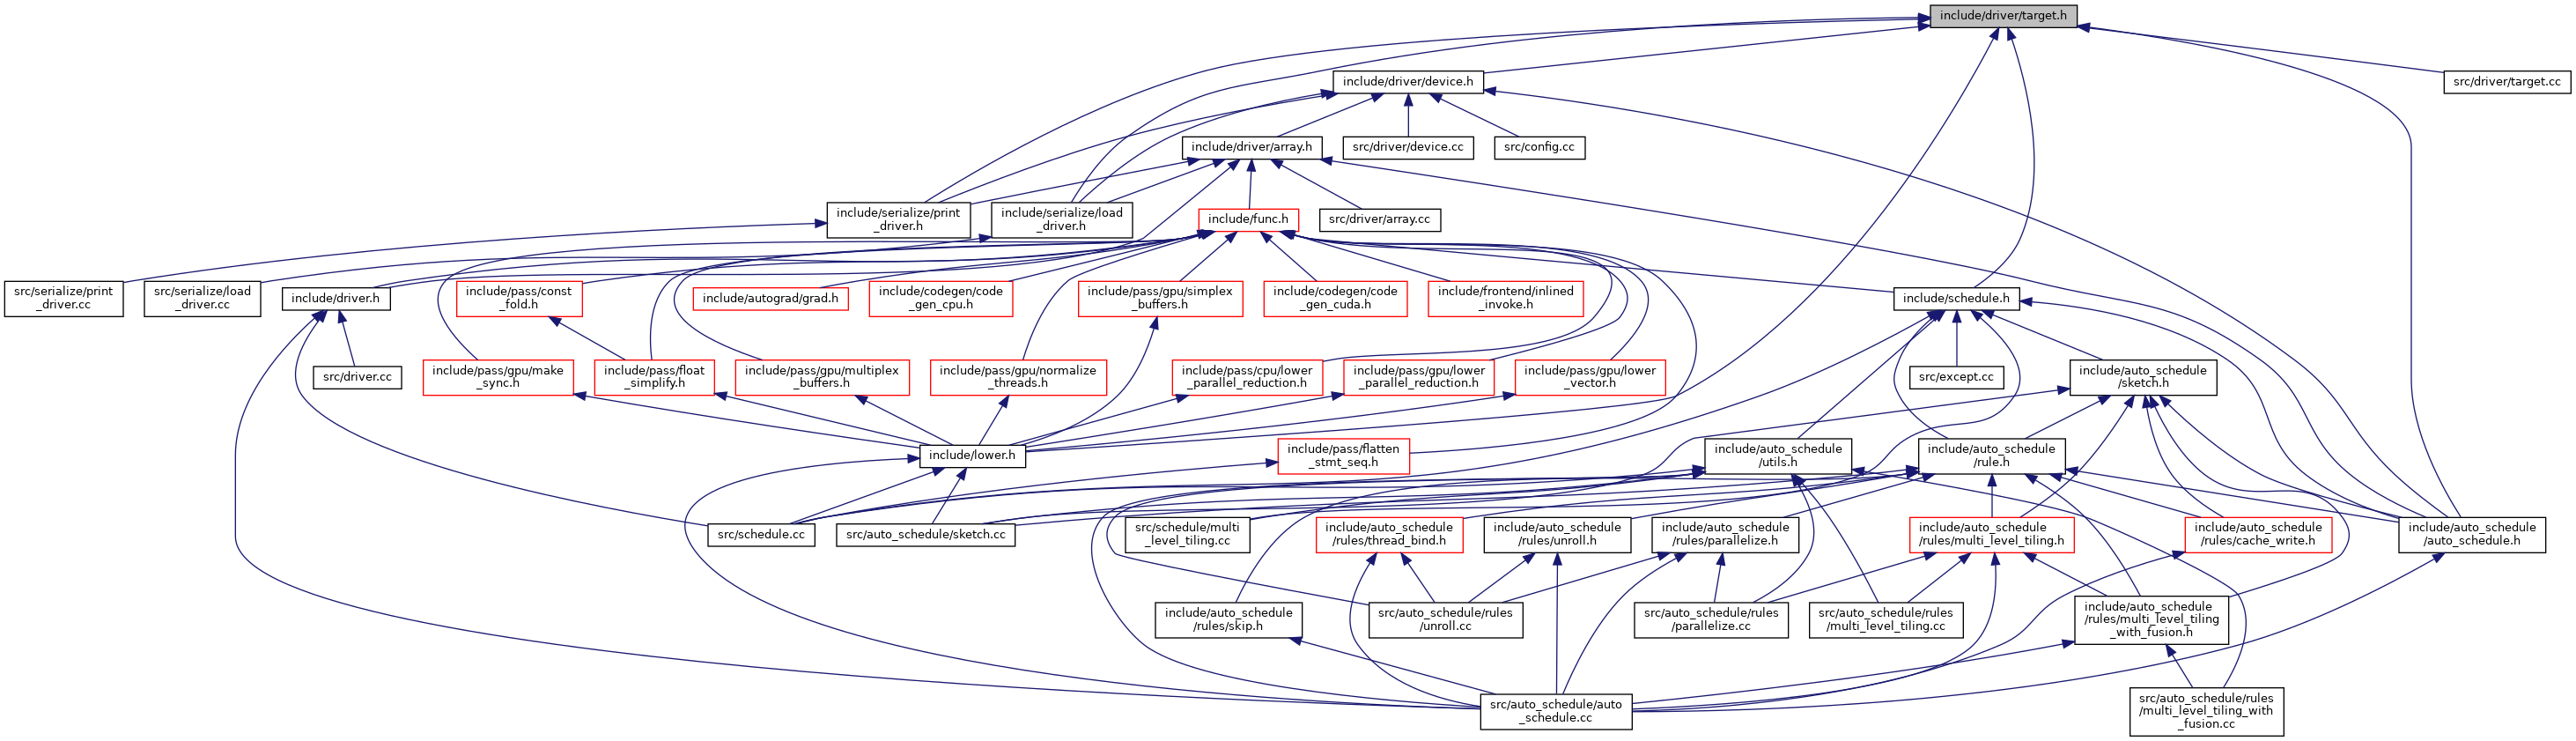 include/driver/target.h
include/driver/device.h
src/driver/target.cc
include/driver/array.h
src/driver/device.cc
src/config.cc
include/serialize/print
_driver.h
include/serialize/load
_driver.h
include/func.h
src/driver/array.cc
src/serialize/print
_driver.cc
src/serialize/load
_driver.cc
include/driver.h
include/pass/const
_fold.h
include/autograd/grad.h
include/codegen/code
_gen_cpu.h
include/pass/gpu/simplex
_buffers.h
include/codegen/code
_gen_cuda.h
include/frontend/inlined
_invoke.h
include/schedule.h
src/driver.cc
include/pass/gpu/make
_sync.h
include/pass/float
_simplify.h
include/pass/gpu/multiplex
_buffers.h
include/pass/gpu/normalize
_threads.h
include/pass/cpu/lower
_parallel_reduction.h
include/pass/gpu/lower
_parallel_reduction.h
include/pass/gpu/lower
_vector.h
src/except.cc
include/auto_schedule
/sketch.h
include/lower.h
include/pass/flatten
_stmt_seq.h
include/auto_schedule
/utils.h
include/auto_schedule
/rule.h
src/schedule.cc
src/auto_schedule/sketch.cc
src/schedule/multi
_level_tiling.cc
include/auto_schedule
/rules/thread_bind.h
include/auto_schedule
/rules/unroll.h
include/auto_schedule
/rules/parallelize.h
include/auto_schedule
/rules/multi_level_tiling.h
include/auto_schedule
/rules/cache_write.h
include/auto_schedule
/auto_schedule.h
include/auto_schedule
/rules/skip.h
src/auto_schedule/rules
/unroll.cc
src/auto_schedule/rules
/parallelize.cc
src/auto_schedule/rules
/multi_level_tiling.cc
include/auto_schedule
/rules/multi_level_tiling
_with_fusion.h
src/auto_schedule/auto
_schedule.cc
src/auto_schedule/rules
/multi_level_tiling_with
_fusion.cc